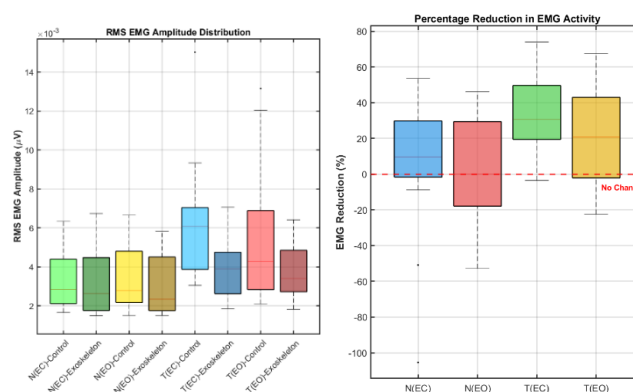 RMS EMG Amplitude Distribution
×10⁻³
RMS EMG Amplitude (μV)
14
12
10
8
6
4
2
N(EC)-Control
N(EC)-Exoskeleton
N(EO)-Control
N(EO)-Exoskeleton
T(EC)-Control
T(EC)-Exoskeleton
T(EO)-Control
T(EO)-Exoskeleton
Percentage Reduction in EMG Activity
EMG Reduction (%)
80
60
40
20
0
-20
-40
-60
-80
-100
No Chan
N(EC)
N(EO)
T(EC)
T(EO)